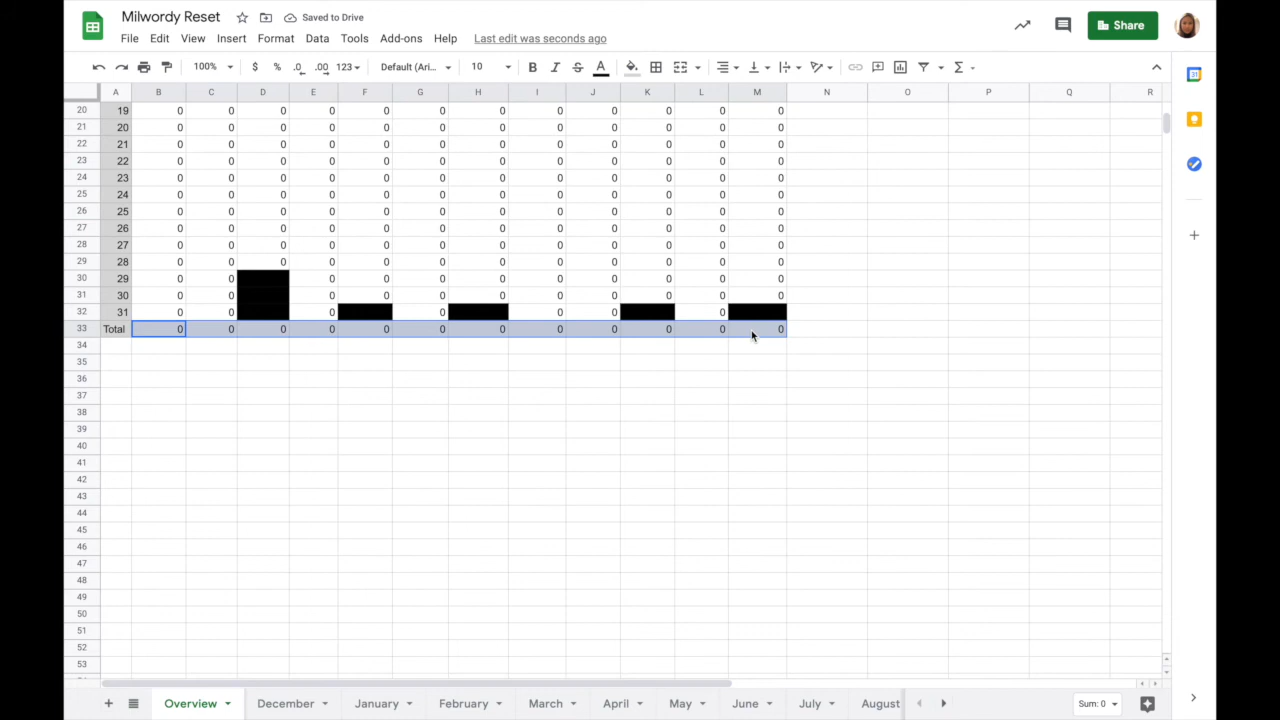 Milwordy Reset Saved to Drive
File Edit View Insert Format Data Tools Add Help Last edit was seconds ago Share
100% $ % .0 .00 123 Default (Ari... 10 B I S A Σ
A B C D E F G I J K L M N O P Q R
20 19 0 0 0 0 0 0 0 0 0 0 0 0
21 20 0 0 0 0 0 0 0 0 0 0 0 0
22 21 0 0 0 0 0 0 0 0 0 0 0 0
23 22 0 0 0 0 0 0 0 0 0 0 0 0
24 23 0 0 0 0 0 0 0 0 0 0 0 0
25 24 0 0 0 0 0 0 0 0 0 0 0 0
26 25 0 0 0 0 0 0 0 0 0 0 0 0
27 26 0 0 0 0 0 0 0 0 0 0 0 0
28 27 0 0 0 0 0 0 0 0 0 0 0 0
29 28 0 0 0 0 0 0 0 0 0 0 0 0
30 29 0 0 0 0 0 0 0 0 0 0 0
31 30 0 0 0 0 0 0 0 0 0 0 0
32 31 0 0 0 0 0 0 0
33 Total 0 0 0 0 0 0 0 0 0 0 0 0
34
35
36
37
38
39
40
41
42
43
44
45
46
47
48
49
50
51
52
53
Overview December January February March April May June July August Sum: 0